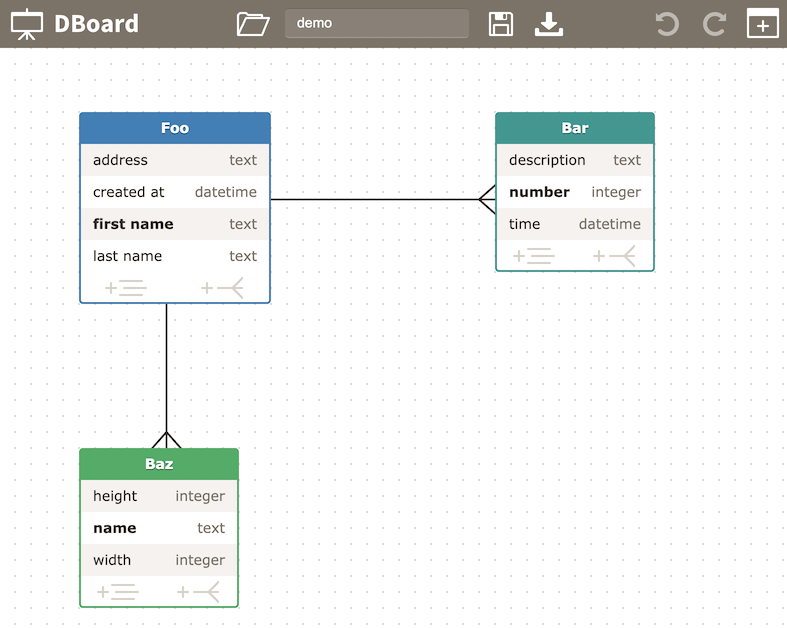 DBoard
demo
Foo
address text
created at datetime
first name text
last name text
Bar
description text
number integer
time datetime
Baz
height integer
name text
width integer